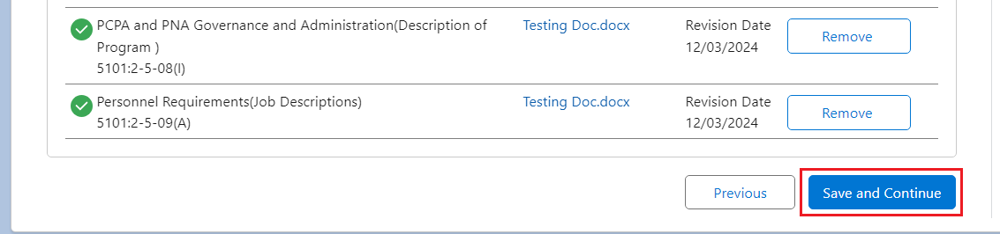 PCPA and PNA Governance and Administration(Description of Testing Doc.docx Revision Date Remove
Program ) 12/03/2024
5101:2-5-08(I)
Personnel Requirements(Job Descriptions) Testing Doc.docx Revision Date Remove
5101:2-5-09(A) 12/03/2024
Previous Save and Continue